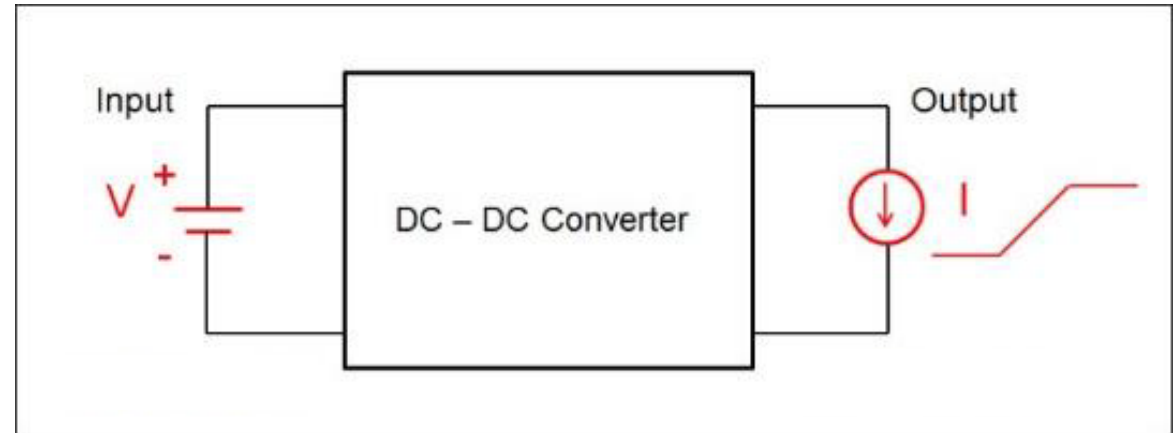 Input
Output
V
+
-
DC – DC Converter
I